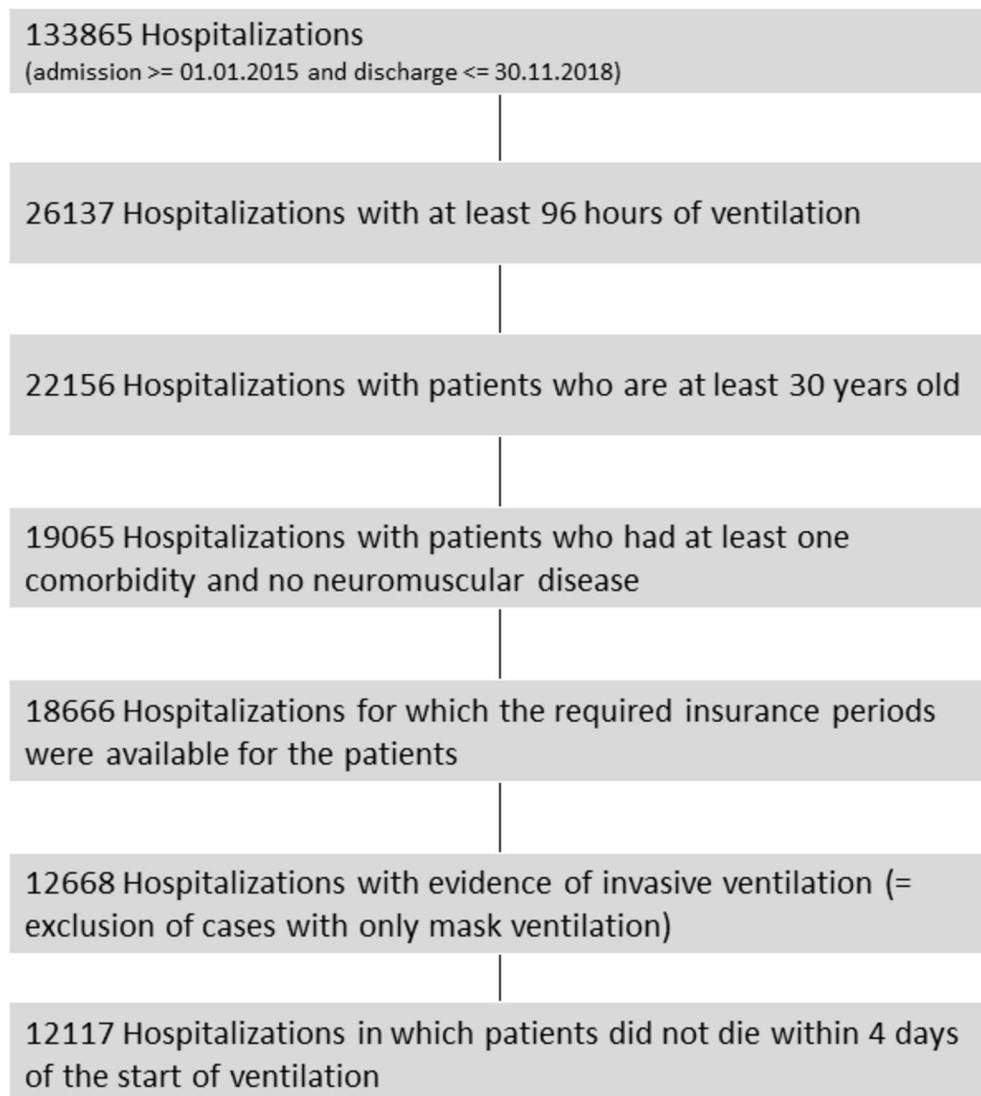 133865 Hospitalizations
(admission >= 01.01.2015 and discharge <= 30.11.2018)
26137 Hospitalizations with at least 96 hours of ventilation
22156 Hospitalizations with patients who are at least 30 years old
19065 Hospitalizations with patients who had at least one
comorbidity and no neuromuscular disease
18666 Hospitalizations for which the required insurance periods
were available for the patients
12668 Hospitalizations with evidence of invasive ventilation (=
exclusion of cases with only mask ventilation)
12117 Hospitalizations in which patients did not die within 4 days
of the start of ventilation